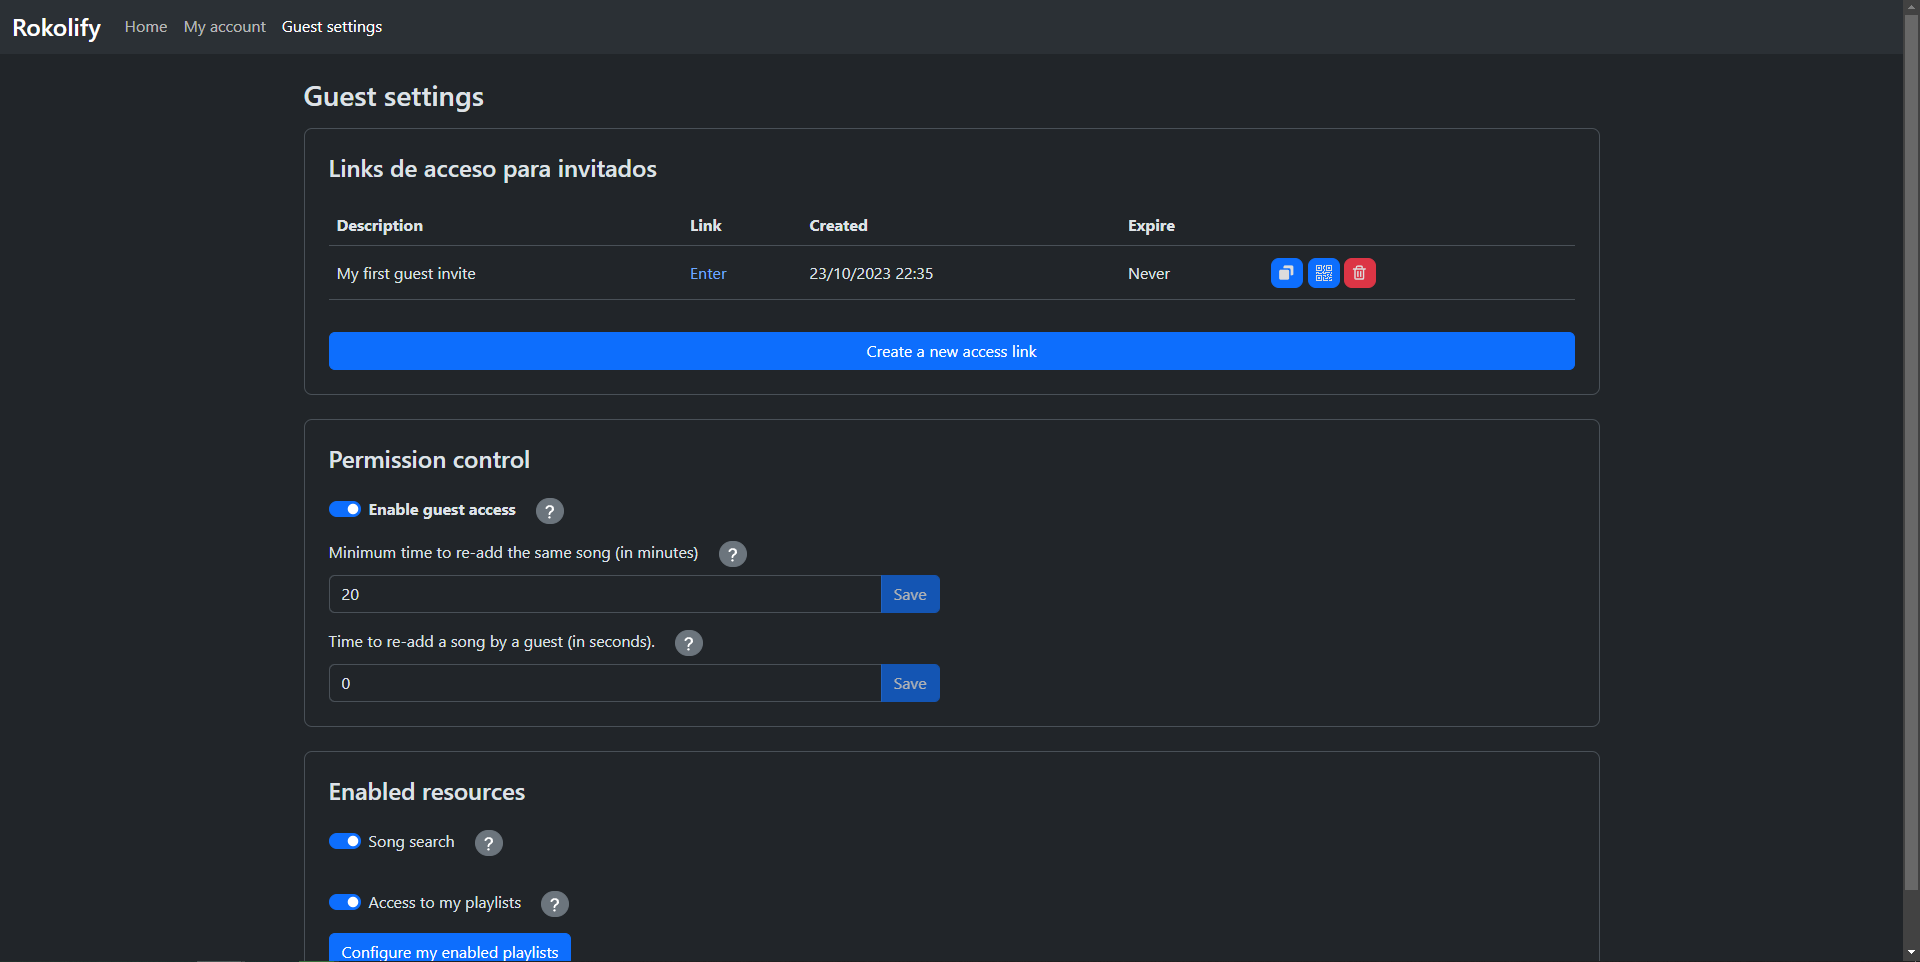 Rokolify Home My account Guest settings
Guest settings
Links de acceso para invitados
Description Link Created Expire
My first guest invite Enter 23/10/2023 22:35 Never
Create a new access link
Permission control
Enable guest access ?
Minimum time to re-add the same song (in minutes) ?
20 Save
Time to re-add a song by a guest (in seconds). ?
0 Save
Enabled resources
Song search ?
Access to my playlists ?
Configure my enabled playlists